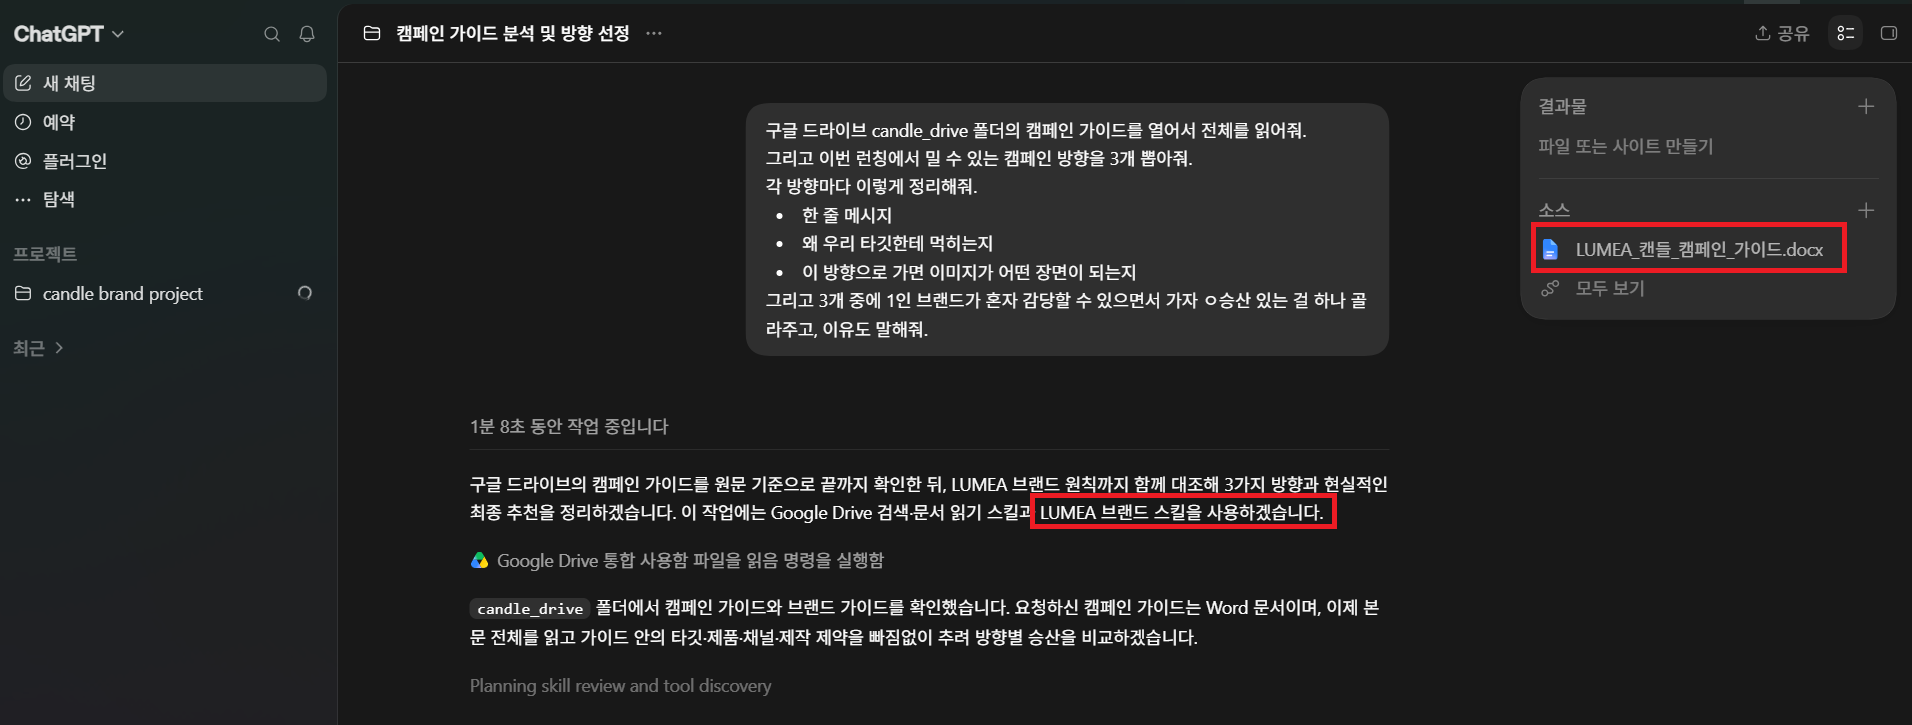 ChatGPT
새 채팅
예약
플러그인
탐색
프로젝트
candle brand project
최근
캠페인 가이드 분석 및 방향 선정
공유
구글 드라이브 candle_drive 폴더의 캠페인 가이드를 열어서 전체를 읽어줘.
그리고 이번 런칭에서 밀 수 있는 캠페인 방향을 3개 뽑아줘.
각 방향마다 이렇게 정리해줘.
• 한 줄 메시지
• 왜 우리 타깃한테 먹히는지
• 이 방향으로 가면 이미지가 어떤 장면이 되는지
그리고 3개 중에 1인 브랜드가 혼자 감당할 수 있으면서 가자 ㅇ승산 있는 걸 하나 골
라주고, 이유도 말해줘.
1분 8초 동안 작업 중입니다
구글 드라이브의 캠페인 가이드를 원문 기준으로 끝까지 확인한 뒤, LUMEA 브랜드 원칙까지 함께 대조해 3가지 방향과 현실적인
최종 추천을 정리하겠습니다. 이 작업에는 Google Drive 검색·문서 읽기 스킬과 LUMEA 브랜드 스킬을 사용하겠습니다.
Google Drive 통합 사용함 파일을 읽음 명령을 실행함
candle_drive 폴더에서 캠페인 가이드와 브랜드 가이드를 확인했습니다. 요청하신 캠페인 가이드는 Word 문서이며, 이제 본
문 전체를 읽고 가이드 안의 타깃·제품·채널·제작 제약을 빠짐없이 추려 방향별 승산을 비교하겠습니다.
Planning skill review and tool discovery
결과물
파일 또는 사이트 만들기
소스
LUMEA_캔들_캠페인_가이드.docx
모두 보기